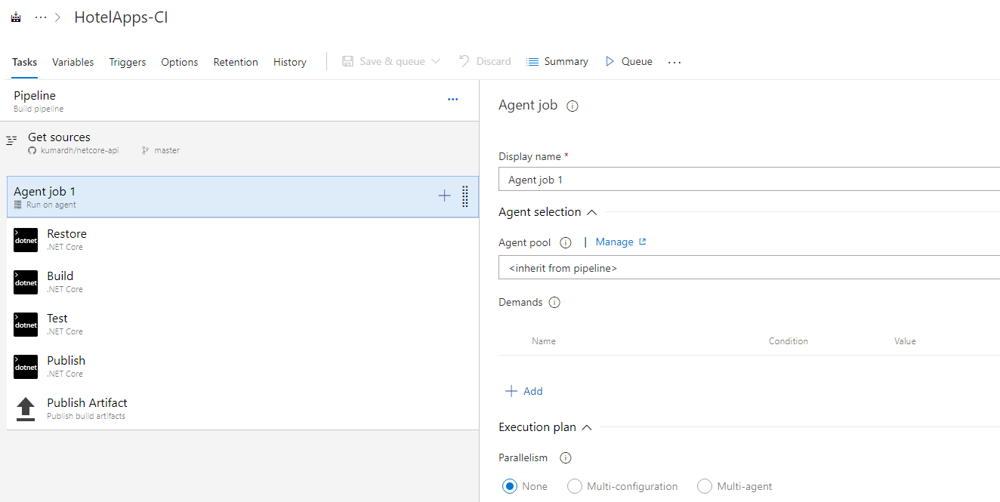 ··· > HotelApps-CI
Tasks Variables Triggers Options Retention History Save & queue Discard Summary Queue ···
Pipeline ···
Build pipeline
Get sources
kumardh/netcore-api master
Agent job 1
Run on agent
dotnet Restore
.NET Core
dotnet Build
.NET Core
dotnet Test
.NET Core
dotnet Publish
.NET Core
Publish Artifact
Publish build artifacts
Agent job
Display name *
Agent job 1
Agent selection
Agent pool | Manage
<inherit from pipeline>
Demands
Name Condition Value
+ Add
Execution plan
Parallelism
None Multi-configuration Multi-agent